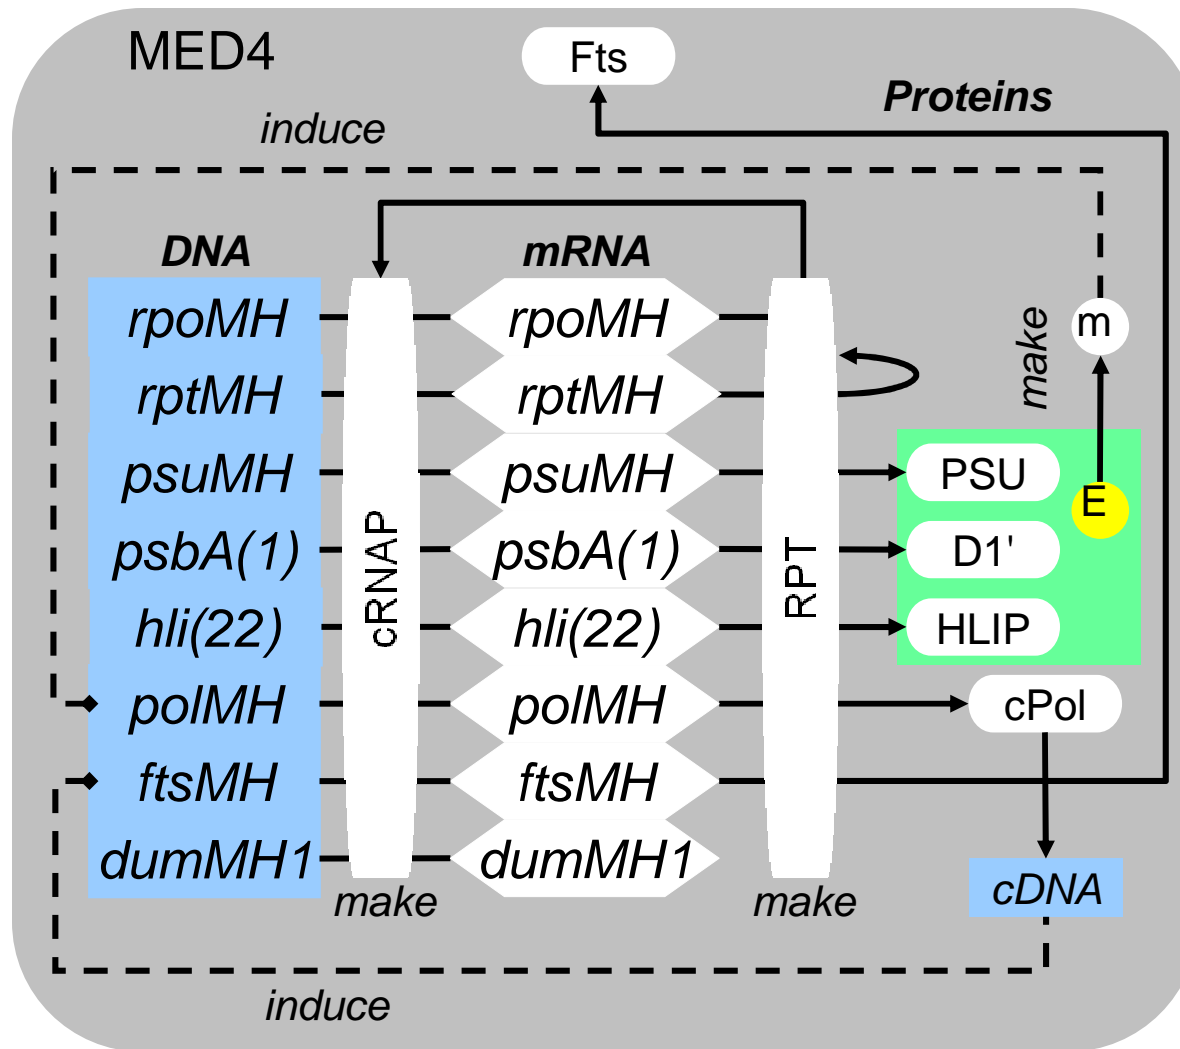 MED4
Fts
Proteins
induce
DNA
mRNA
make
m
E
rpoMH
rptMH
psuMH
psbA(1)
hli(22)
polMH
ftsMH
dumMH1
cRNAP
make
rpoMH
rptMH
psuMH
psbA(1)
hli(22)
polMH
ftsMH
dumMH1
RPT
make
PSU
D1'
HLIP
cPol
cDNA
induce